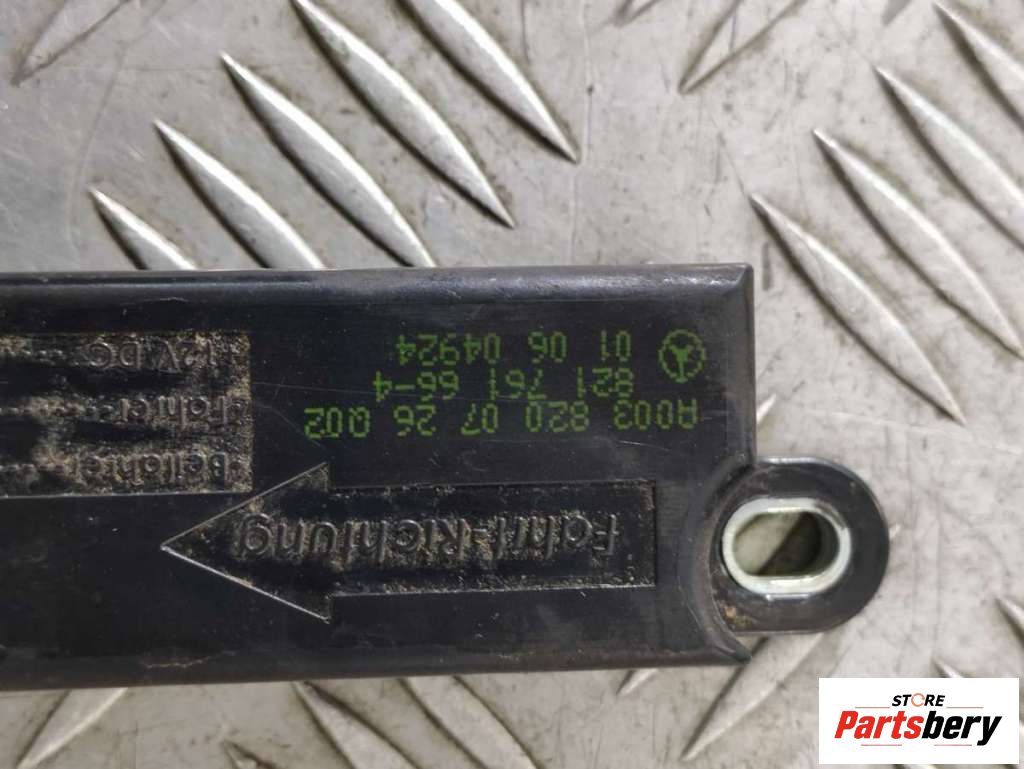 Fahrt-Richtung
Beifahrer
Fahrer
12V DC
A003 820 07 26 Q02
821 761 66-4
01 06 04924
STORE
Partsbery